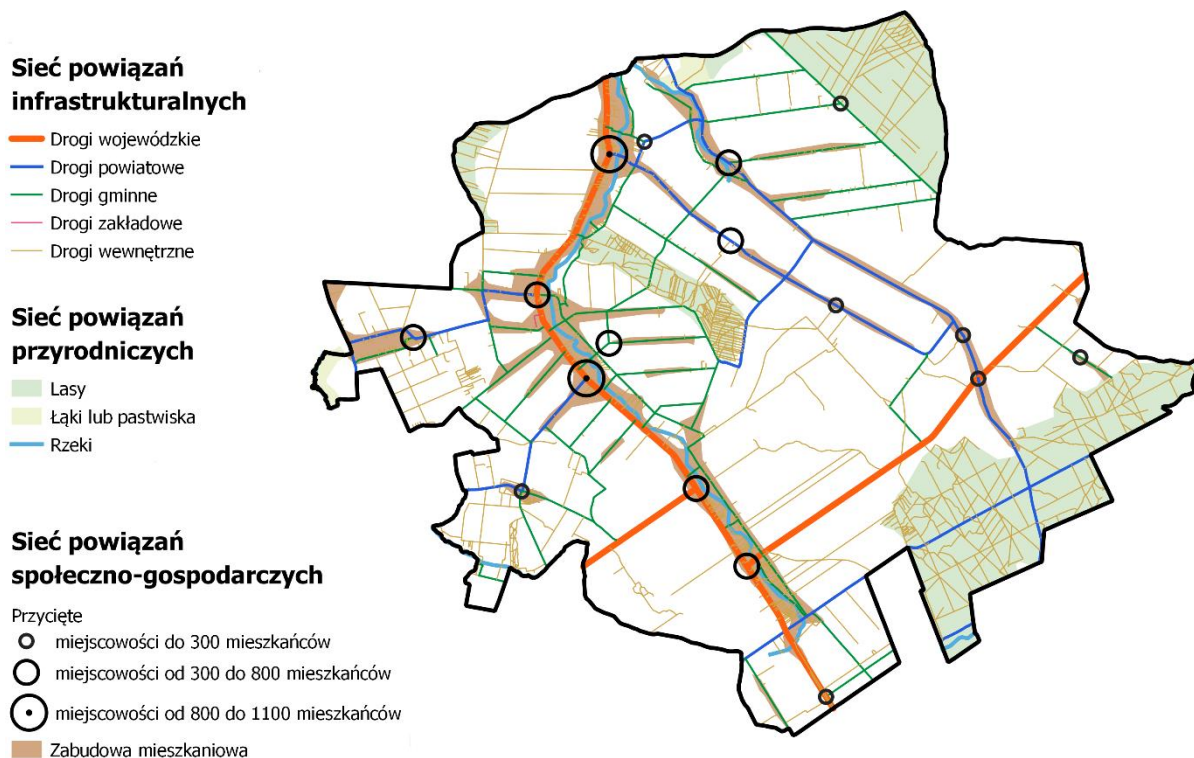 Sieć powiązań
infrastrukturalnych
Drogi wojewódzkie
Drogi powiatowe
Drogi gminne
Drogi zakładowe
Drogi wewnętrzne
Sieć powiązań
przyrodniczych
Lasy
Łąki lub pastwiska
Rzeki
Sieć powiązań
społeczno-gospodarczych
Przycięte
miejscowości do 300 mieszkańców
miejscowości od 300 do 800 mieszkańców
miejscowości od 800 do 1100 mieszkańców
Zabudowa mieszkaniowa